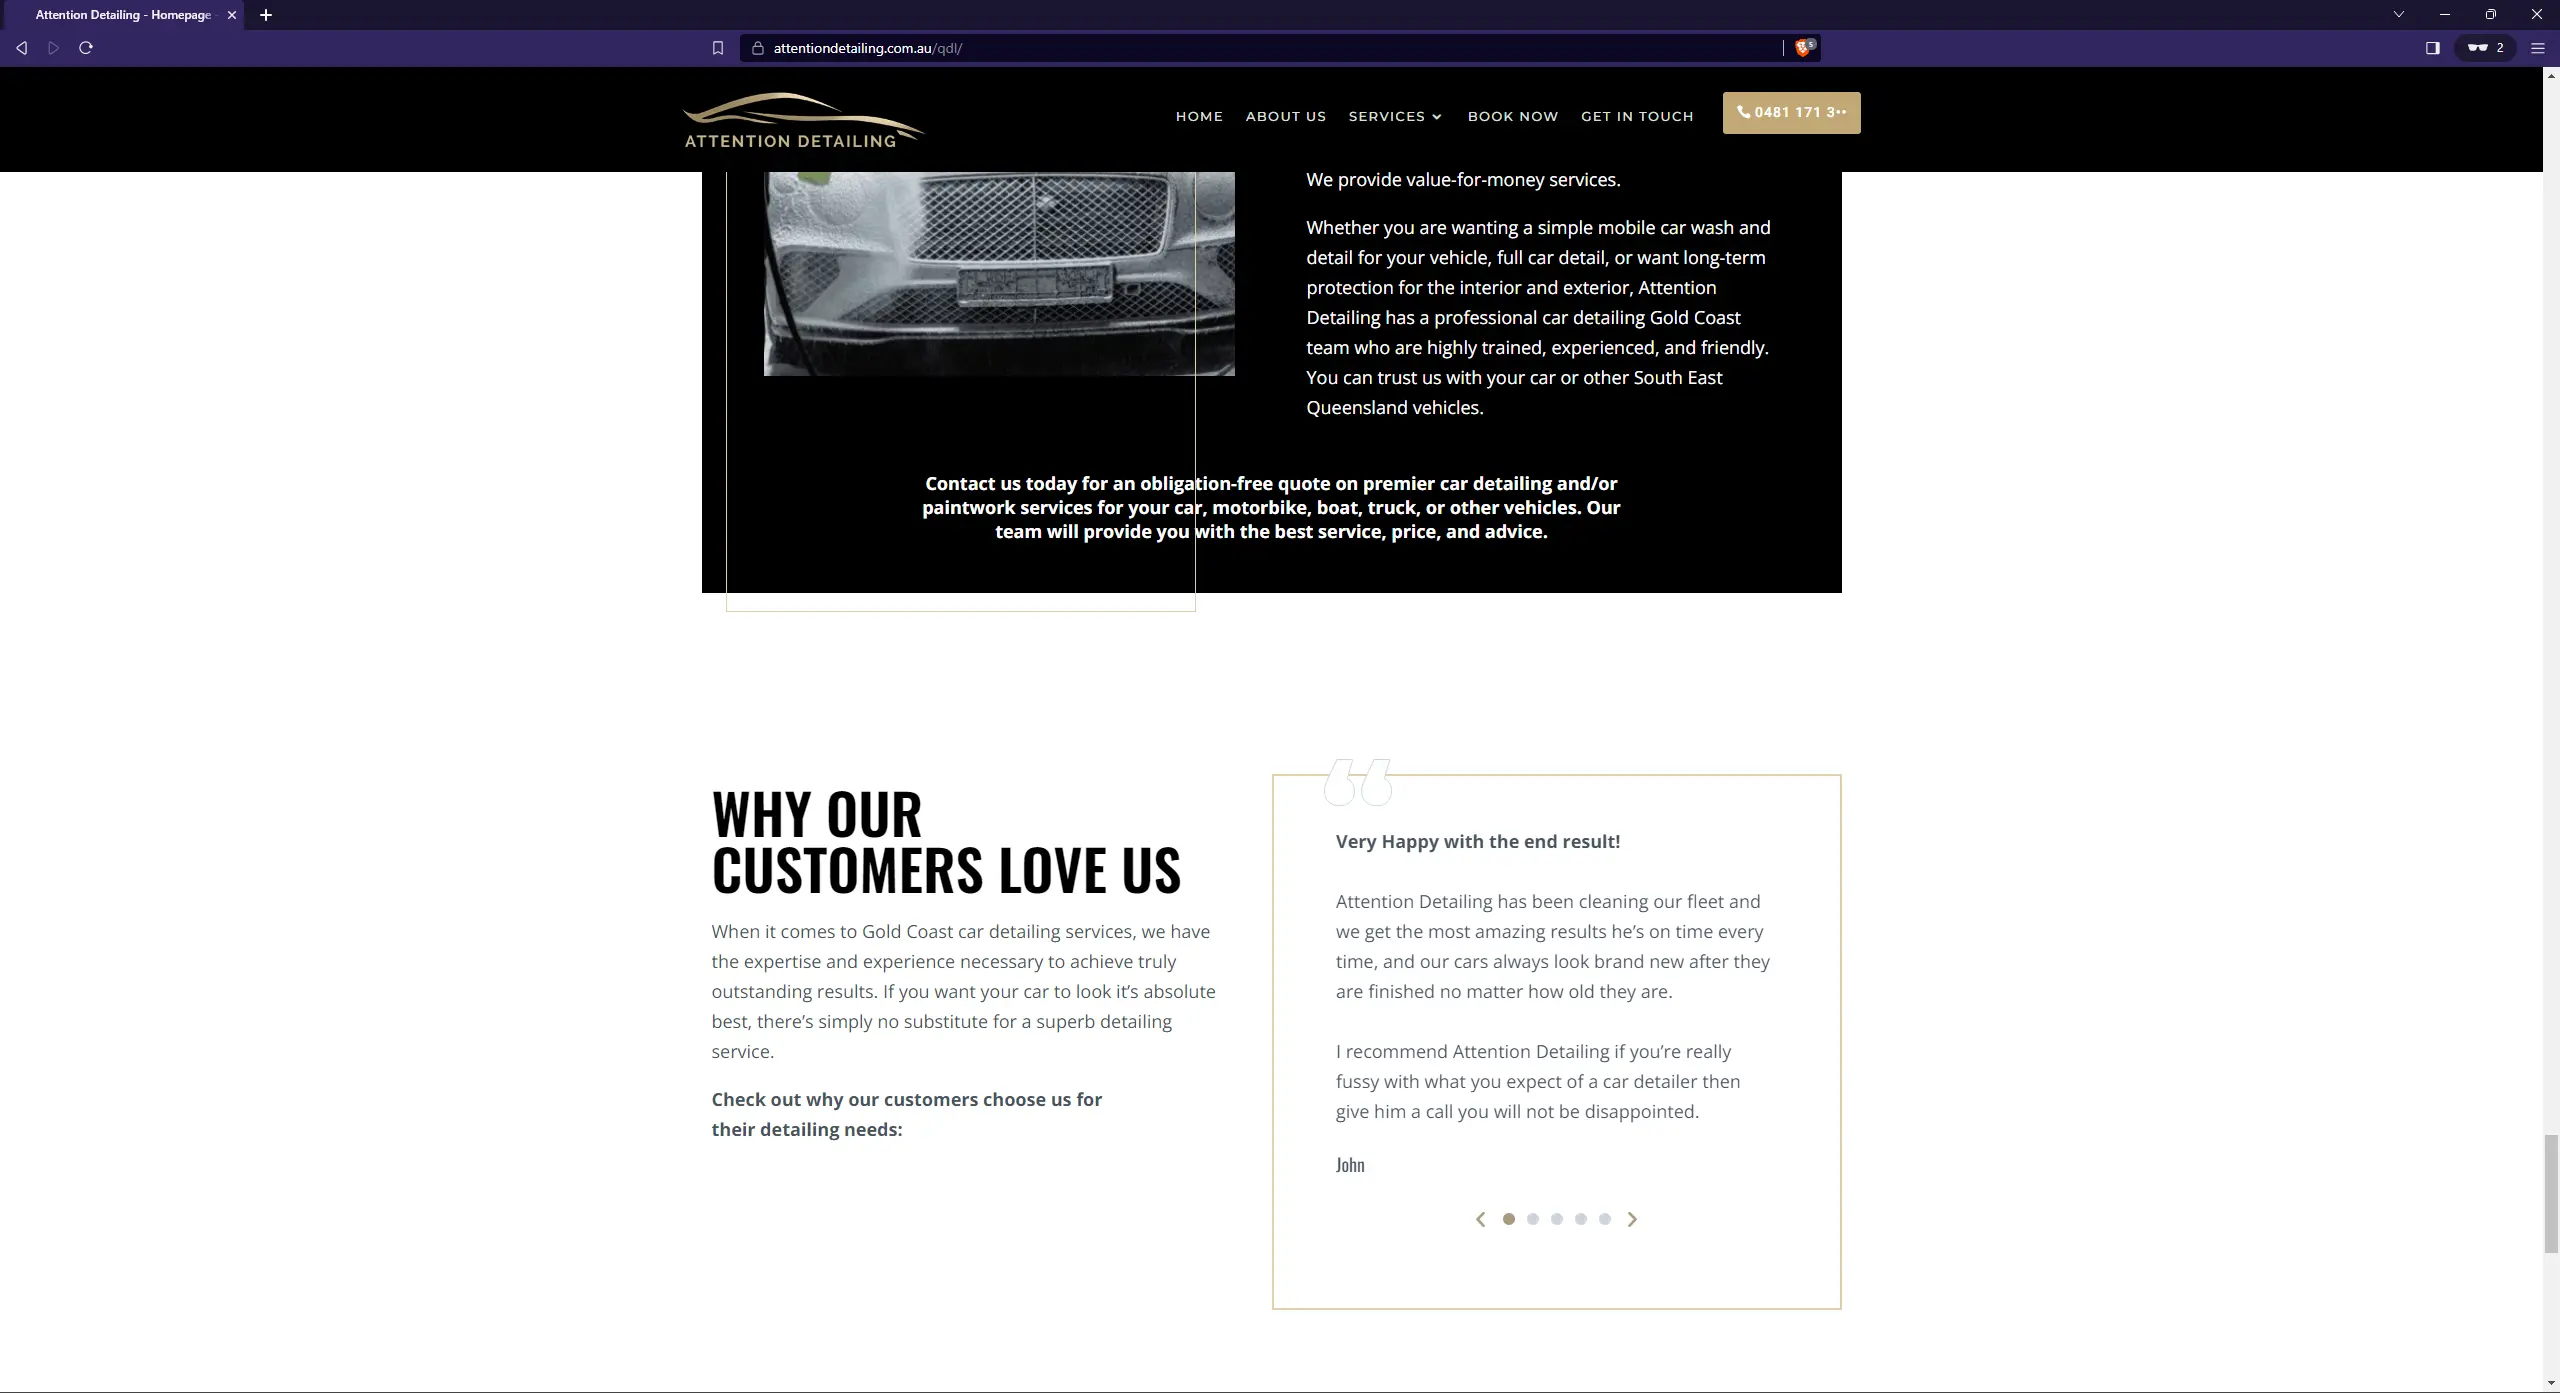 Attention Detailing - Homepage
attentiondetailing.com.au/qdl/
5
2
ATTENTION DETAILING
HOME
ABOUT US
SERVICES
BOOK NOW
GET IN TOUCH
0481 171 3••
We provide value-for-money services.
Whether you are wanting a simple mobile car wash and
detail for your vehicle, full car detail, or want long-term
protection for the interior and exterior, Attention
Detailing has a professional car detailing Gold Coast
team who are highly trained, experienced, and friendly.
You can trust us with your car or other South East
Queensland vehicles.
Contact us today for an obligation-free quote on premier car detailing and/or
paintwork services for your car, motorbike, boat, truck, or other vehicles. Our
team will provide you with the best service, price, and advice.
WHY OUR
CUSTOMERS LOVE US
When it comes to Gold Coast car detailing services, we have
the expertise and experience necessary to achieve truly
outstanding results. If you want your car to look it’s absolute
best, there’s simply no substitute for a superb detailing
service.
Check out why our customers choose us for
their detailing needs:
“
Very Happy with the end result!
Attention Detailing has been cleaning our fleet and
we get the most amazing results he’s on time every
time, and our cars always look brand new after they
are finished no matter how old they are.
I recommend Attention Detailing if you’re really
fussy with what you expect of a car detailer then
give him a call you will not be disappointed.
John